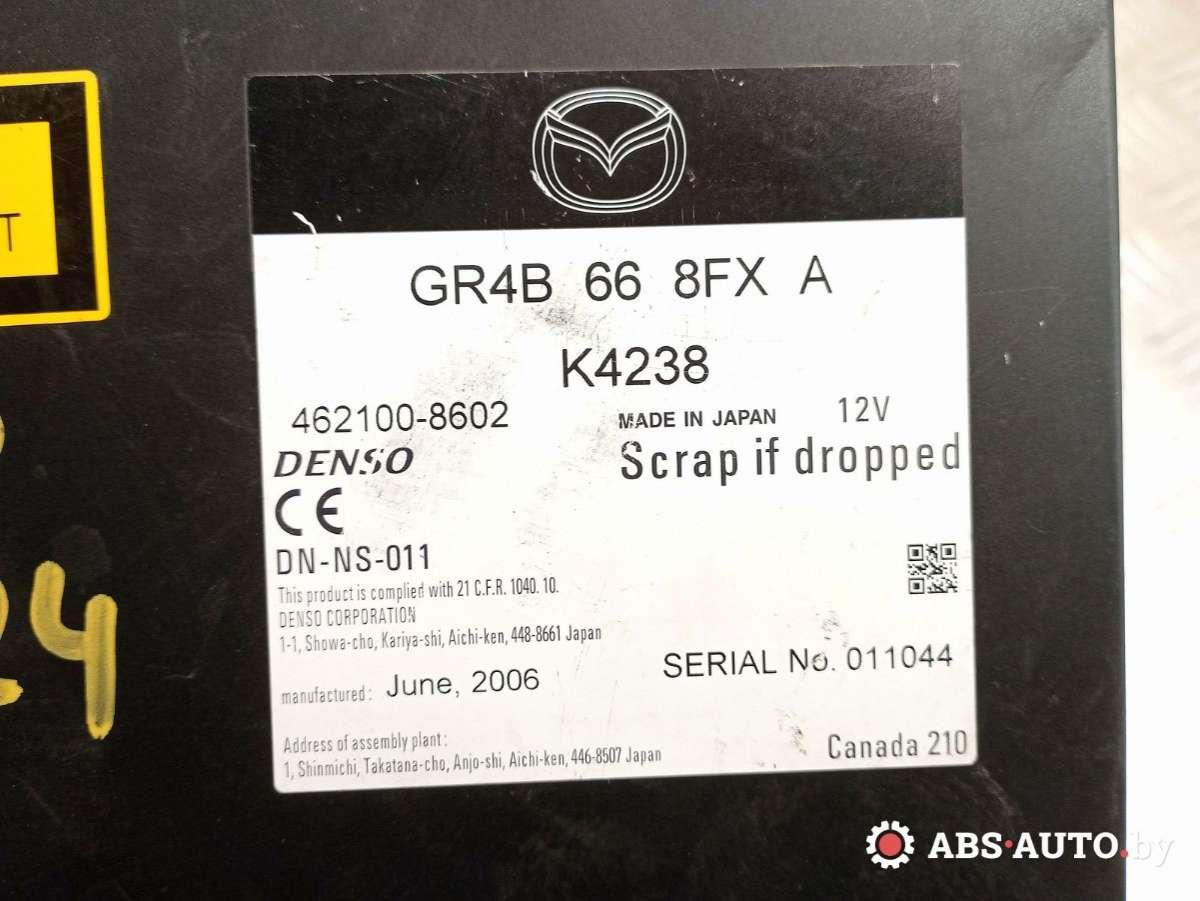 T
GR4B 66 8FX A
K4238
462100-8602
MADE IN JAPAN 12V
DENSO
Scrap if dropped
CE
DN-NS-011
This product is complied with 21 C.F.R. 1040. 10.
DENSO CORPORATION
1-1, Showa-cho, Kariya-shi, Aichi-ken, 448-8661 Japan
manufactured: June, 2006
SERIAL No. 011044
Address of assembly plant:
1, Shinmichi, Takatana-cho, Anjo-shi, Aichi-ken, 446-8507 Japan
Canada 210
24
ABS·AUTO.by